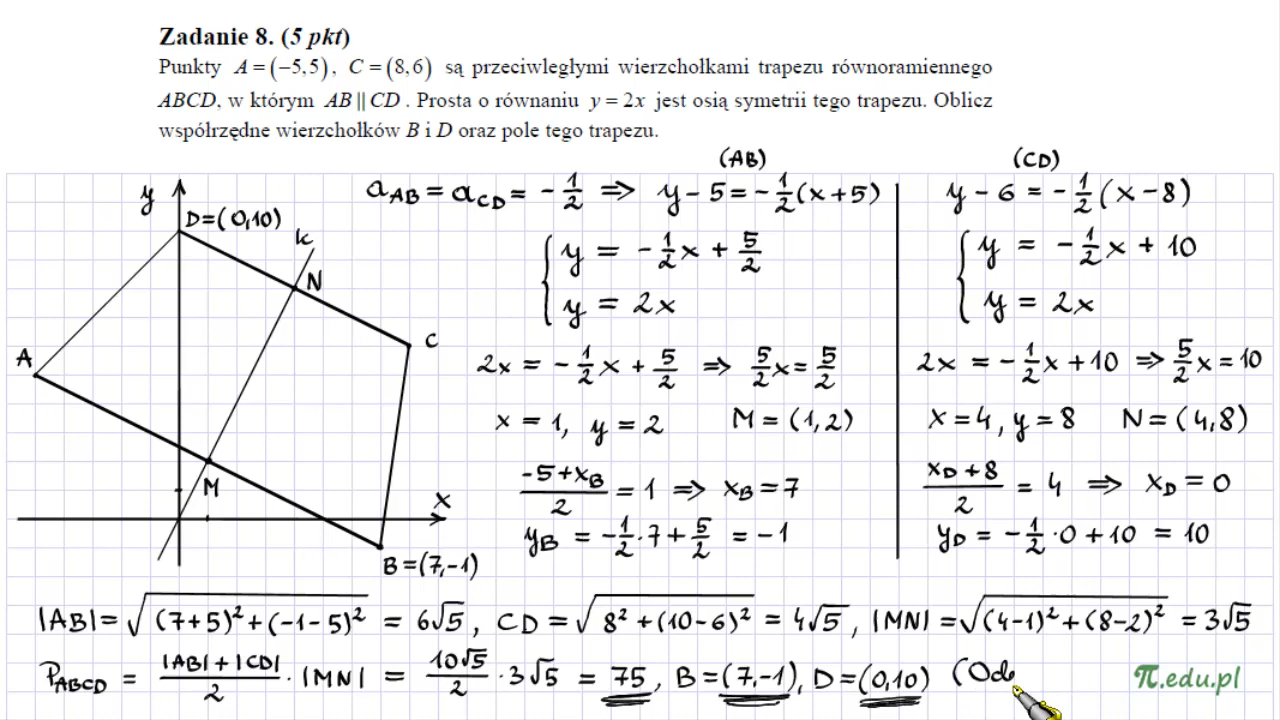 Zadanie 8. (5 pkt)
Punkty A = (−5,5), C = (8,6) są przeciwległymi wierzchołkami trapezu równoramiennego
ABCD, w którym AB || CD. Prosta o równaniu y = 2x jest osią symetrii tego trapezu. Oblicz
współrzędne wierzchołków B i D oraz pole tego trapezu.
y
D=(0,10)
k
N
C
A
M
x
B=(7,-1)
a_AB = a_CD = -1/2 ⇒
(AB)
y - 5 = -1/2(x+5)
{ y = -1/2x + 5/2
y = 2x
2x = -1/2x + 5/2 ⇒ 5/2x = 5/2
x = 1, y = 2 M = (1,2)
(-5+x_B)/2 = 1 ⇒ x_B = 7
y_B = -1/2·7 + 5/2 = -1
(CD)
y - 6 = -1/2(x-8)
{ y = -1/2x + 10
y = 2x
2x = -1/2x + 10 ⇒ 5/2x = 10
x = 4, y = 8 N = (4,8)
(x_D+8)/2 = 4 ⇒ x_D = 0
y_D = -1/2·0 + 10 = 10
|AB| = √((7+5)²+(-1-5)²) = 6√5, CD = √(8²+(10-6)²) = 4√5, |MN| = √((4-1)²+(8-2)²) = 3√5
P_ABCD = (|AB|+|CD|)/2 · |MN| = 10√5/2 · 3√5 = 75, B=(7,-1), D=(0,10) (Od
π.edu.pl